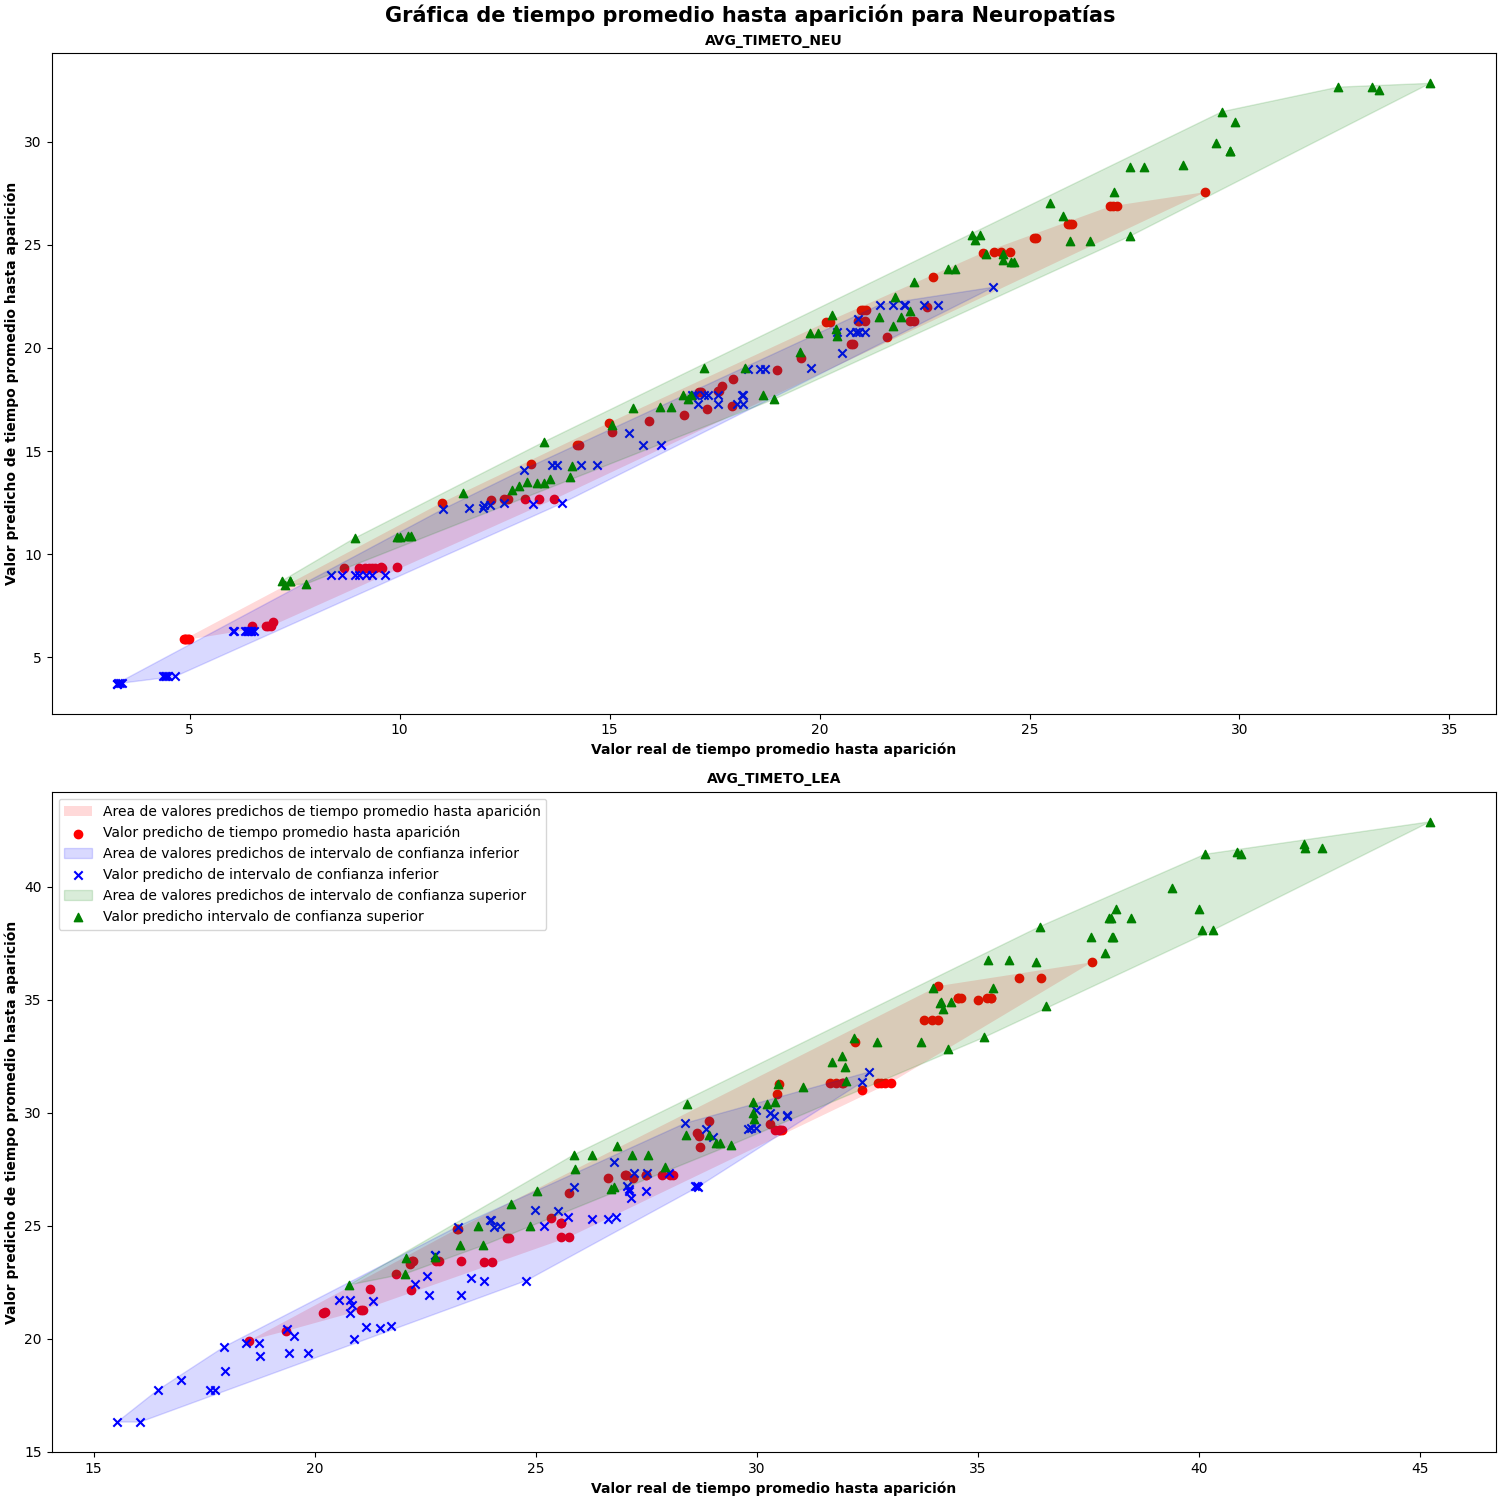 Gráfica de tiempo promedio hasta aparición para Neuropatías
AVG_TIMETO_NEU
Valor predicho de tiempo promedio hasta aparición
30
25
20
15
10
5
5 10 15 20 25 30 35
Valor real de tiempo promedio hasta aparición
AVG_TIMETO_LEA
Area de valores predichos de tiempo promedio hasta aparición
Valor predicho de tiempo promedio hasta aparición
Area de valores predichos de intervalo de confianza inferior
Valor predicho de intervalo de confianza inferior
Area de valores predichos de intervalo de confianza superior
Valor predicho intervalo de confianza superior
Valor predicho de tiempo promedio hasta aparición
40
35
30
25
20
15
15 20 25 30 35 40 45
Valor real de tiempo promedio hasta aparición